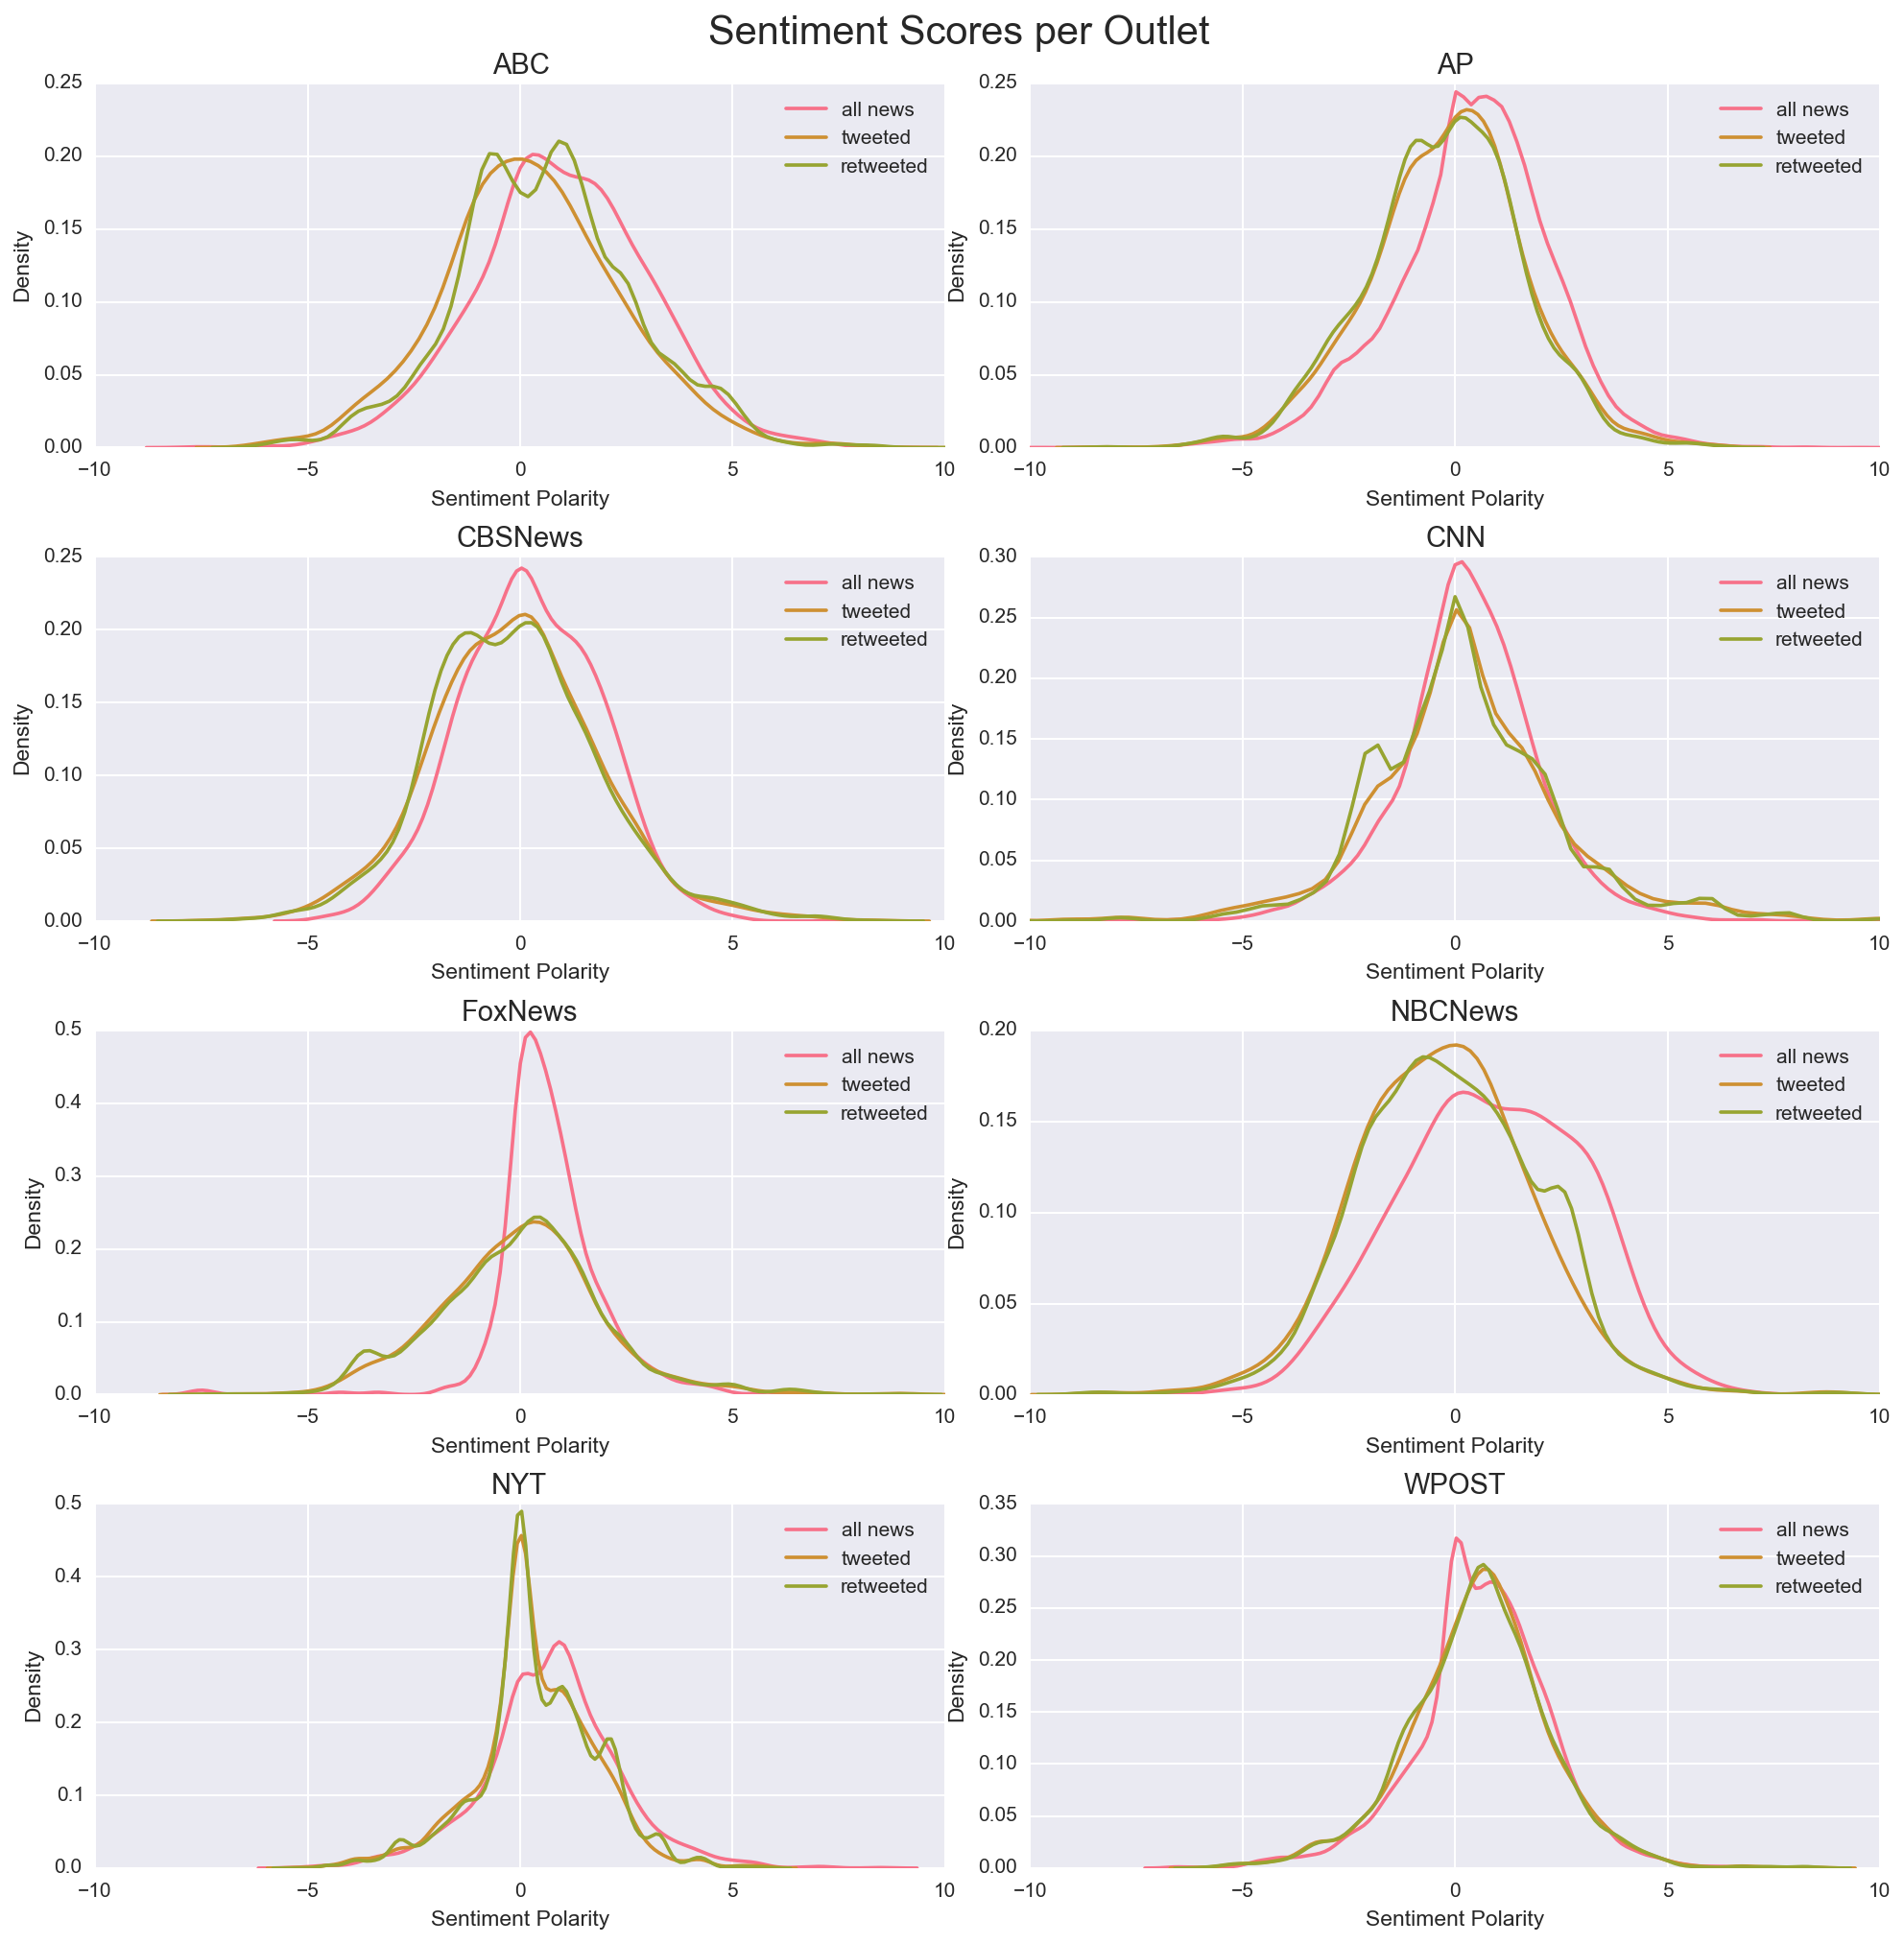 Sentiment Scores per Outlet
ABC
0.25
0.20
0.15
0.10
0.05
0.00
Density
all news
tweeted
retweeted
−10 −5 0 5 10
Sentiment Polarity
AP
0.25
0.20
0.15
0.10
0.05
0.00
Density
all news
tweeted
retweeted
−10 −5 0 5 10
Sentiment Polarity
CBSNews
0.25
0.20
0.15
0.10
0.05
0.00
Density
all news
tweeted
retweeted
−10 −5 0 5 10
Sentiment Polarity
CNN
0.30
0.25
0.20
0.15
0.10
0.05
0.00
Density
all news
tweeted
retweeted
−10 −5 0 5 10
Sentiment Polarity
FoxNews
0.5
0.4
0.3
0.2
0.1
0.0
Density
all news
tweeted
retweeted
−10 −5 0 5 10
Sentiment Polarity
NBCNews
0.20
0.15
0.10
0.05
0.00
Density
all news
tweeted
retweeted
−10 −5 0 5 10
Sentiment Polarity
NYT
0.5
0.4
0.3
0.2
0.1
0.0
Density
all news
tweeted
retweeted
−10 −5 0 5 10
Sentiment Polarity
WPOST
0.35
0.30
0.25
0.20
0.15
0.10
0.05
0.00
Density
all news
tweeted
retweeted
−10 −5 0 5 10
Sentiment Polarity